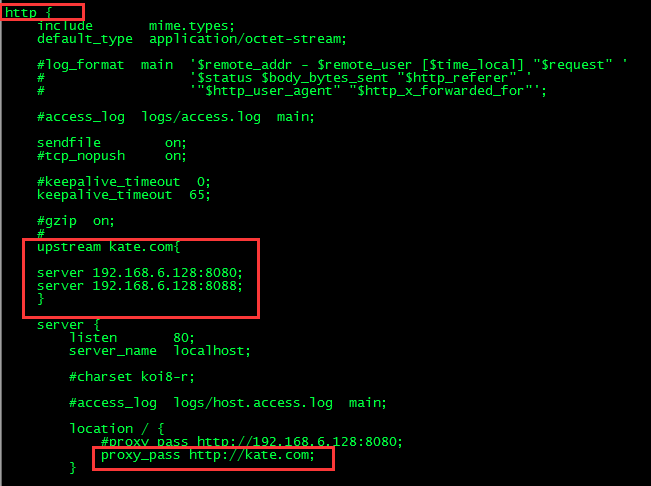 http {
    include       mime.types;
    default_type  application/octet-stream;
    #log_format  main  '$remote_addr - $remote_user [$time_local] "$request" '
    #                  '$status $body_bytes_sent "$http_referer" '
    #                  '"$http_user_agent" "$http_x_forwarded_for"';
    #access_log  logs/access.log  main;
    sendfile        on;
    #tcp_nopush     on;
    #keepalive_timeout  0;
    keepalive_timeout  65;
    #gzip  on;
    #
    upstream kate.com{
    server 192.168.6.128:8080;
    server 192.168.6.128:8088;
    }
    server {
        listen       80;
        server_name  localhost;
        #charset koi8-r;
        #access_log  logs/host.access.log  main;
        location / {
            #proxy_pass http://192.168.6.128:8080;
            proxy_pass http://kate.com;
        }